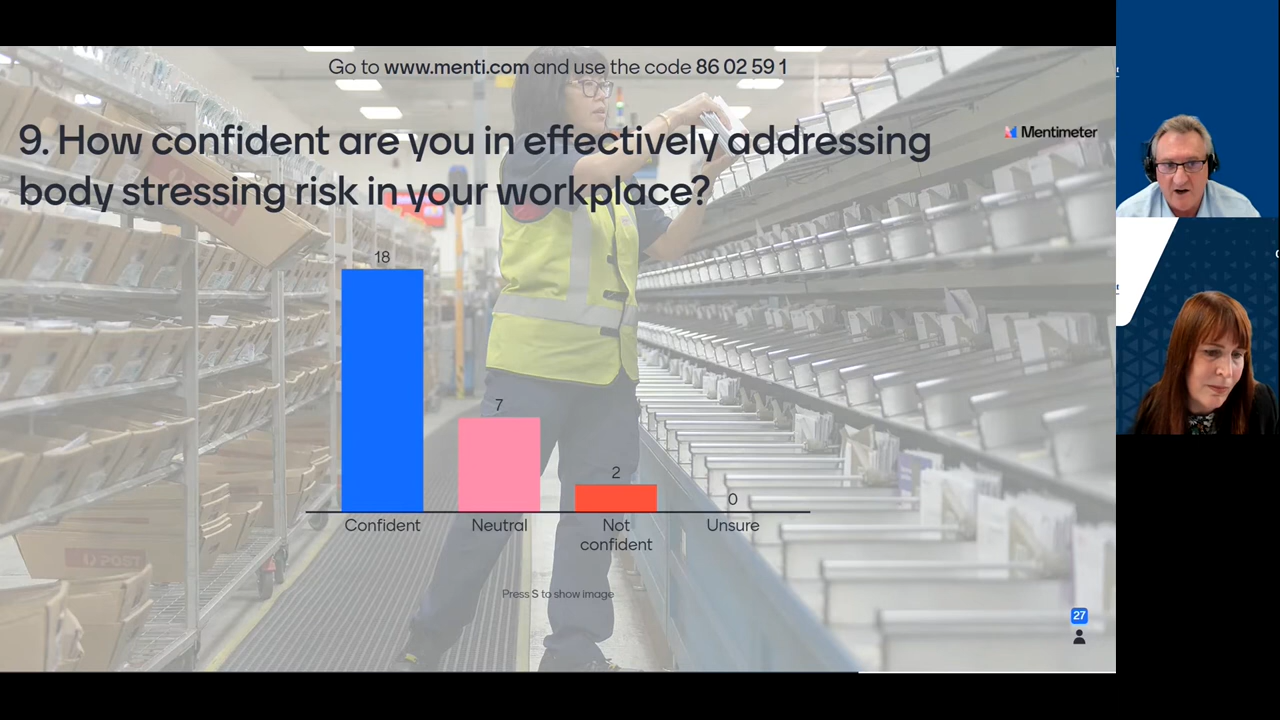 Go to www.menti.com and use the code 86 02 59 1
9. How confident are you in effectively addressing
body stressing risk in your workplace?
Mentimeter
18
7
2
0
Confident
Neutral
Not
confident
Unsure
Press S to show image
27
POST